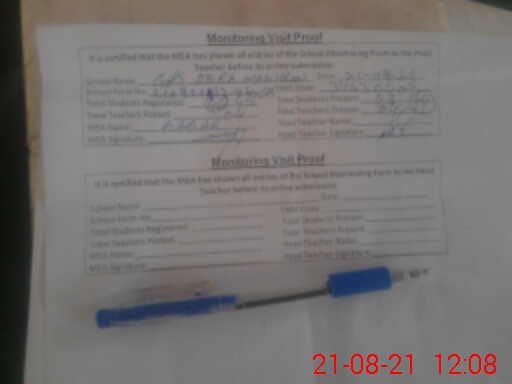 Monitoring Visit Proof
It is certified that the MEA has shown all entries of the School Monitoring Form to the Head
Teacher before its online submission.
School Name: GPS DERA Date: 21-08-21
School Form No: EMIS Code:
Total Students Registered: Total Students Present:
Total Teachers Posted: 04 Total Teachers Present:
MEA Name: Head Teacher Name:
MEA Signature: Head Teacher Signature:
Monitoring Visit Proof
It is certified that the MEA has shown all entries of the School Monitoring Form to the Head
Teacher before its online submission.
School Name: Date:
School Form No: EMIS Code:
Total Students Registered: Total Students Present:
Total Teachers Posted: Total Teachers Present:
MEA Name: Head Teacher Name:
MEA Signature: Head Teacher Signature:
21-08-21 12:08